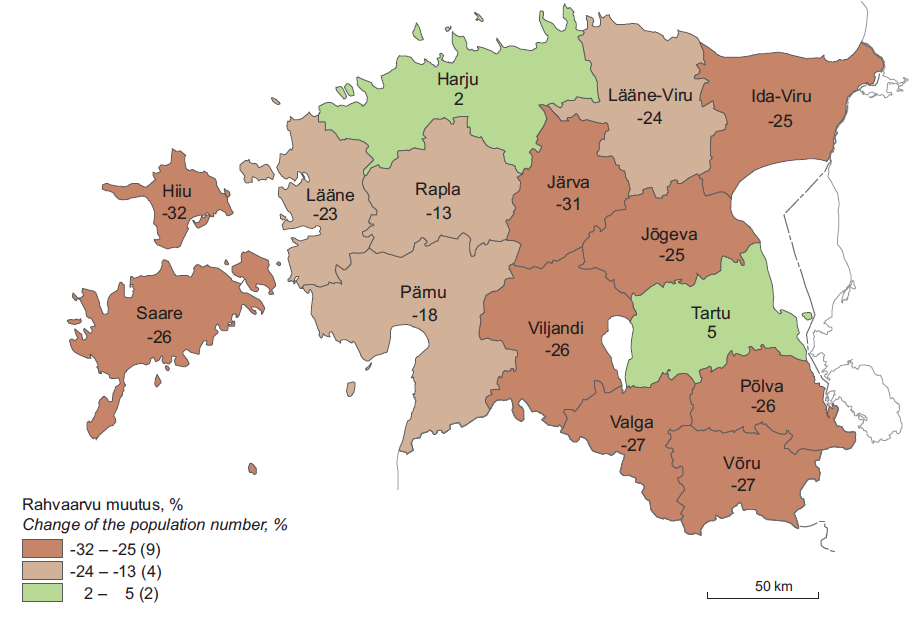 Harju
2
Lääne-Viru
-24
Ida-Viru
-25
Hiiu
-32
Lääne
-23
Rapla
-13
Järva
-31
Jõgeva
-25
Saare
-26
Pärnu
-18
Viljandi
-26
Tartu
5
Põlva
-26
Valga
-27
Võru
-27
Rahvaarvu muutus, %
Change of the population number, %
-32 – -25 (9)
-24 – -13 (4)
2 – 5 (2)
50 km